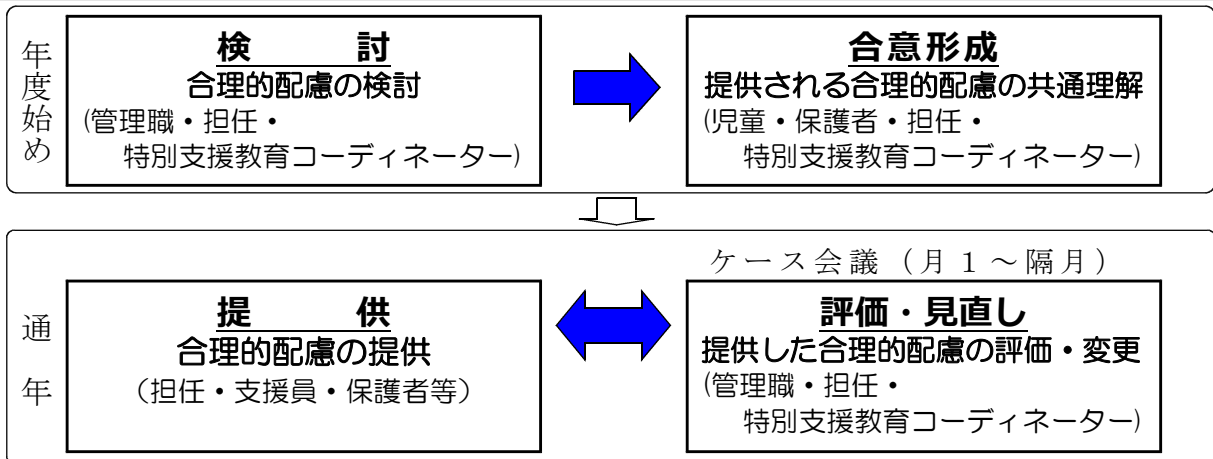 年度始め
検　討
合理的配慮の検討
(管理職・担任・
特別支援教育コーディネーター)
合意形成
提供される合理的配慮の共通理解
(児童・保護者・担任・
特別支援教育コーディネーター)
通年
提　供
合理的配慮の提供
（担任・支援員・保護者等）
ケース会議（月１～隔月）
評価・見直し
提供した合理的配慮の評価・変更
(管理職・担任・
特別支援教育コーディネーター)